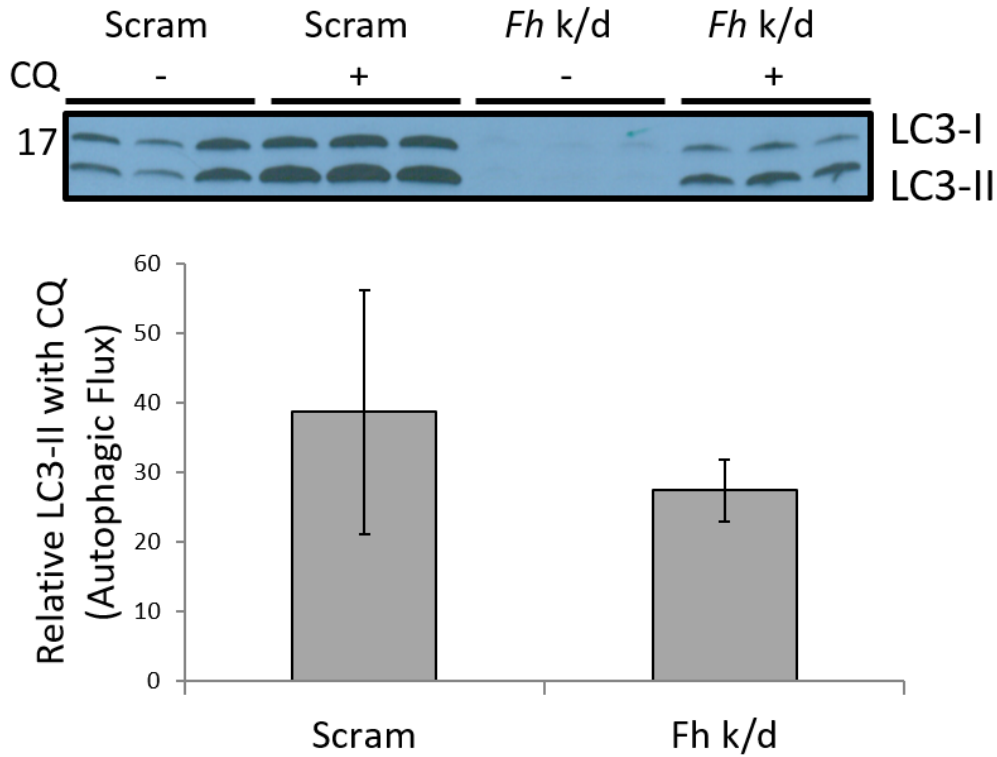 Scram Scram Fh k/d Fh k/d
CQ - + - +
17 LC3-I
LC3-II
Relative LC3-II with CQ
(Autophagic Flux)
60
50
40
30
20
10
0
Scram Fh k/d